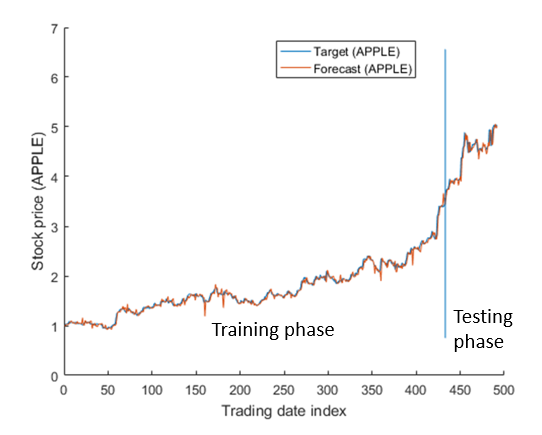 7
6
5
4
3
2
1
0
Stock price (APPLE)
Target (APPLE)
Forecast (APPLE)
Training phase
Testing
phase
0 50 100 150 200 250 300 350 400 450 500
Trading date index